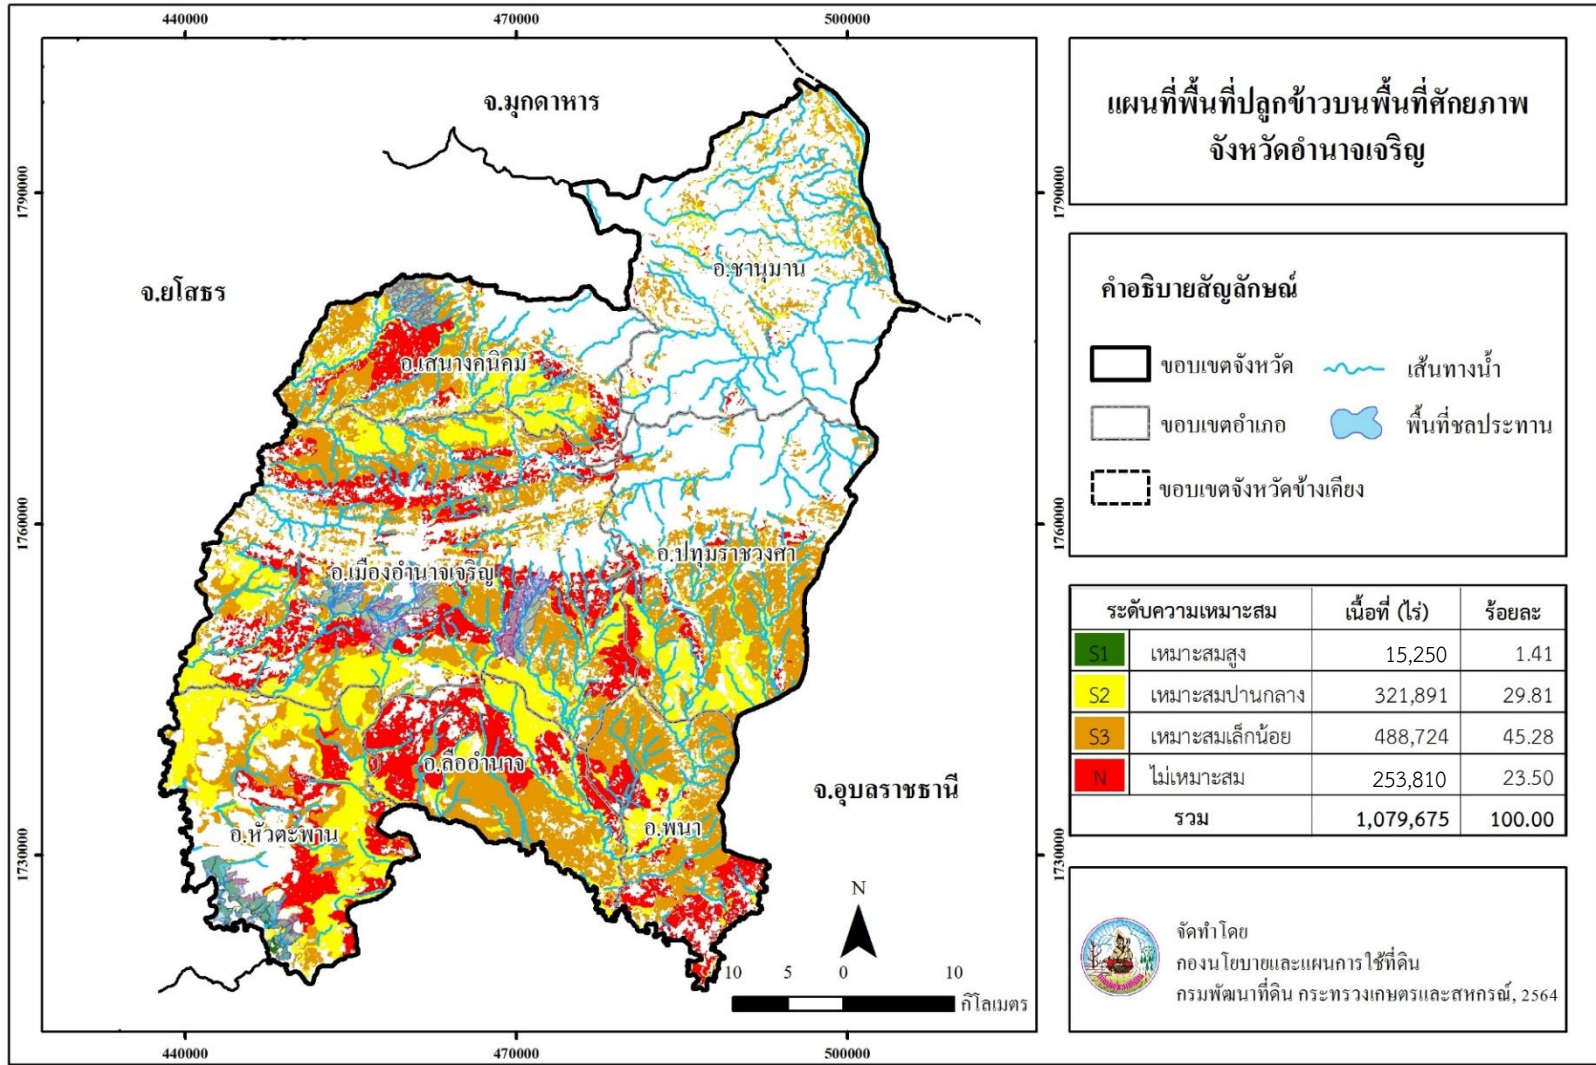 440000
470000
500000
1790000
1760000
1730000
จ.มุกดาหาร
จ.ยโสธร
อ.ชานุมาน
อ.เสนางคนิคม
อ.ปทุมราชวงศา
อ.เมืองอำนาจเจริญ
อ.ลืออำนาจ
จ.อุบลราชธานี
อ.หัวตะพาน
อ.พนา
N
10 5 0 10
กิโลเมตร
1790000
1760000
1730000
440000
470000
500000
แผนที่พื้นที่ปลูกข้าวบนพื้นที่ศักยภาพ
จังหวัดอำนาจเจริญ
คำอธิบายสัญลักษณ์
ขอบเขตจังหวัด เส้นทางน้ำ
ขอบเขตอำเภอ พื้นที่ชลประทาน
ขอบเขตจังหวัดข้างเคียง
ระดับความเหมาะสม เนื้อที่ (ไร่) ร้อยละ
S1 เหมาะสมสูง 15,250 1.41
S2 เหมาะสมปานกลาง 321,891 29.81
S3 เหมาะสมเล็กน้อย 488,724 45.28
N ไม่เหมาะสม 253,810 23.50
รวม 1,079,675 100.00
จัดทำโดย
กองนโยบายและแผนการใช้ที่ดิน
กรมพัฒนาที่ดิน กระทรวงเกษตรและสหกรณ์, 2564